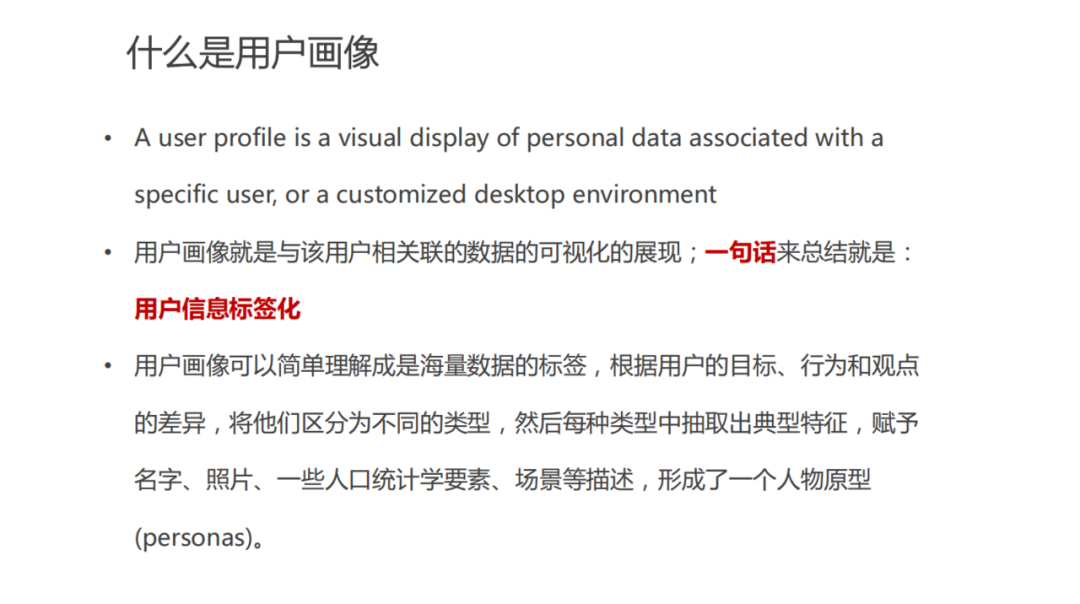 什么是用户画像
• A user profile is a visual display of personal data associated with a
specific user, or a customized desktop environment
• 用户画像就是与该用户相关联的数据的可视化的展现；一句话来总结就是：
用户信息标签化
• 用户画像可以简单理解成是海量数据的标签，根据用户的目标、行为和观点
的差异，将他们区分为不同的类型，然后每种类型中抽取出典型特征，赋予
名字、照片、一些人口统计学要素、场景等描述，形成了一个人物原型
(personas)。